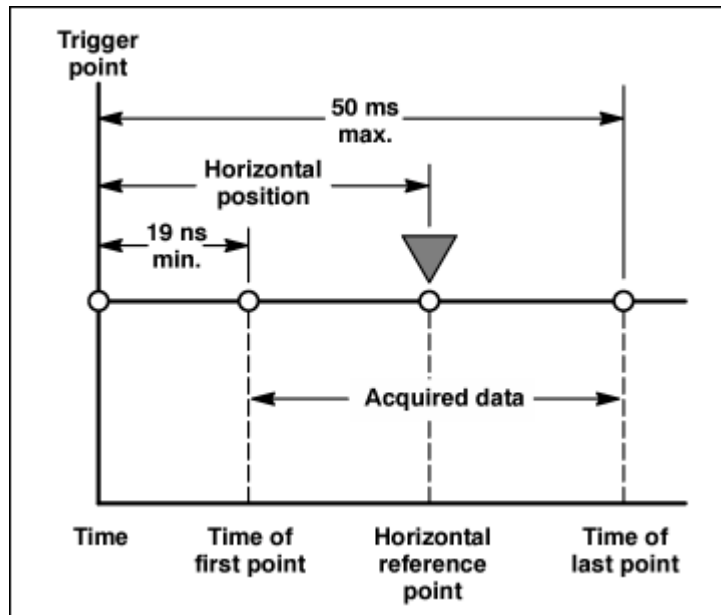 Trigger
point
50 ms
max.
Horizontal
position
19 ns
min.
Acquired data
Time
Time of
first point
Horizontal
reference
point
Time of
last point